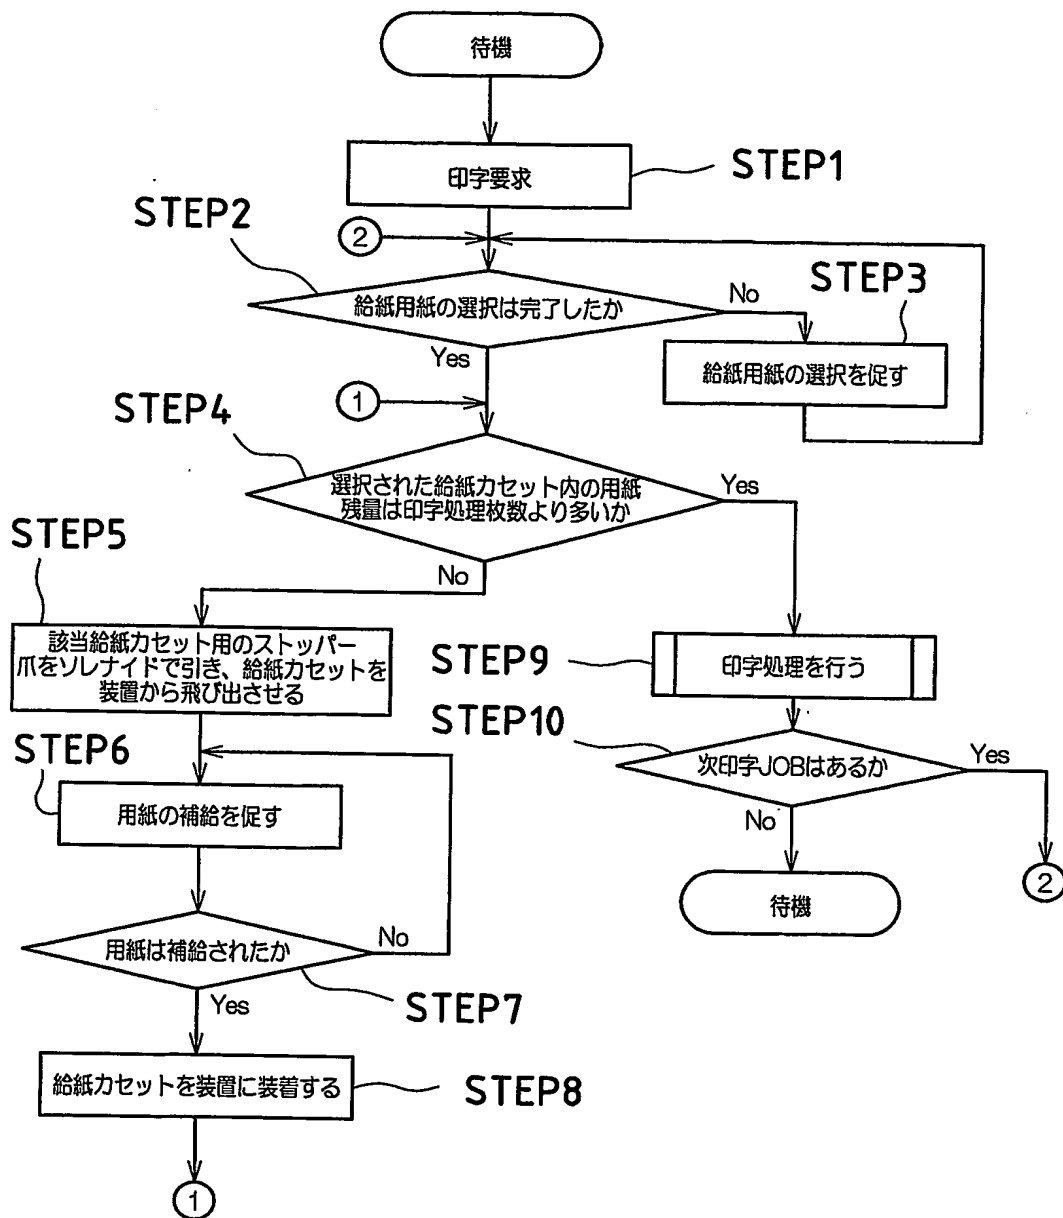 待機
印字要求
STEP1
STEP2
②
給紙用紙の選択は完了したか
No
STEP3
給紙用紙の選択を促す
Yes
①
STEP4
選択された給紙カセット内の用紙
残量は印字処理枚数より多いか
Yes
No
STEP5
該当給紙カセット用のストッパー
爪をソレナイドで引き、給紙カセットを
装置から飛び出させる
STEP9
印字処理を行う
STEP10
次印字JOBはあるか
Yes
No
②
待機
STEP6
用紙の補給を促す
用紙は補給されたか
No
STEP7
Yes
給紙カセットを装置に装着する
STEP8
①